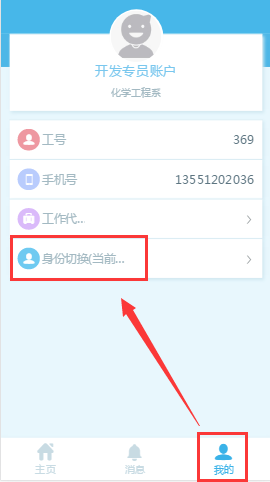 开发专员账户
化学工程系
工号 369
手机号 13551202036
工作代..
身份切换(当前...
主页 消息 我的